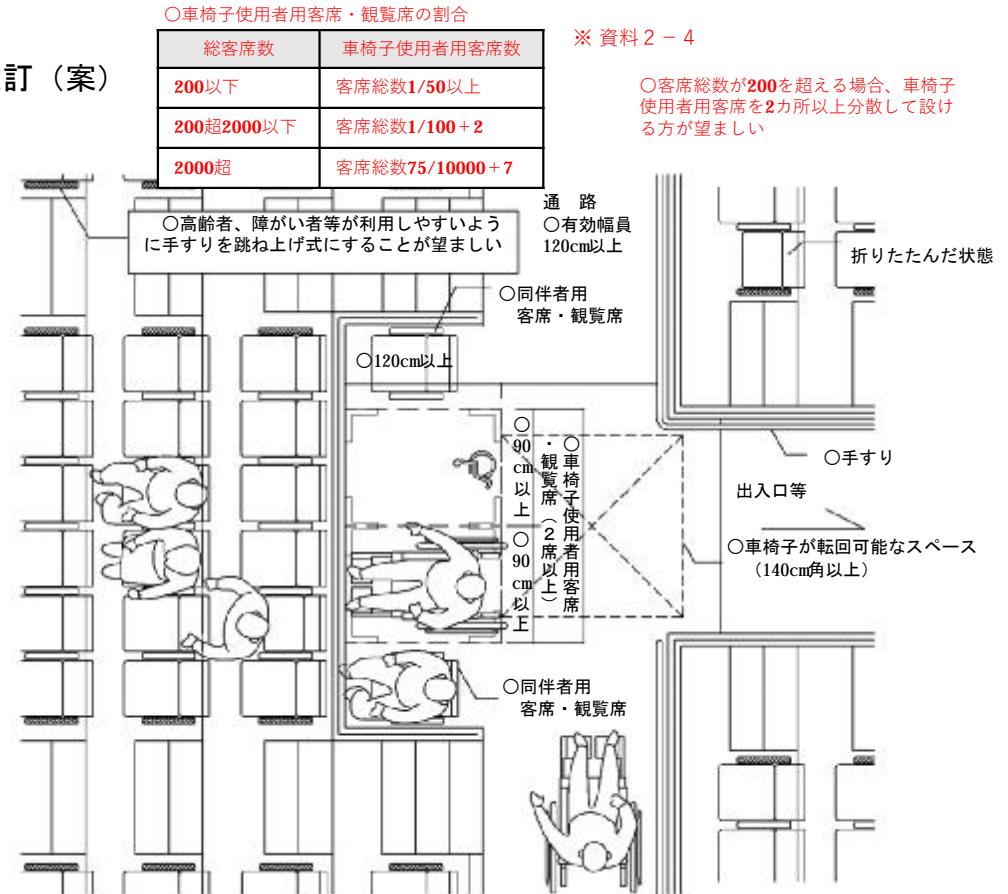 ○車椅子使用者用客席・観覧席の割合
※ 資料２－４
訂（案）
総客席数 車椅子使用者用客席数
200以下 客席総数1/50以上
200超2000以下 客席総数1/100＋2
2000超 客席総数75/10000＋7
○客席総数が200を超える場合、車椅子
使用者用客席を2カ所以上分散して設け
る方が望ましい
○高齢者、障がい者等が利用しやすいよう
に手すりを跳ね上げ式にすることが望ましい
通　路
○有効幅員
120cm以上
折りたたんだ状態
○同伴者用
客席・観覧席
○120cm以上
○90cm以上
○90cm以上
○車椅子使用者用客席
・観覧席（２席以上）
○手すり
出入口等
○車椅子が転回可能なスペース
（140cm角以上）
○同伴者用
客席・観覧席